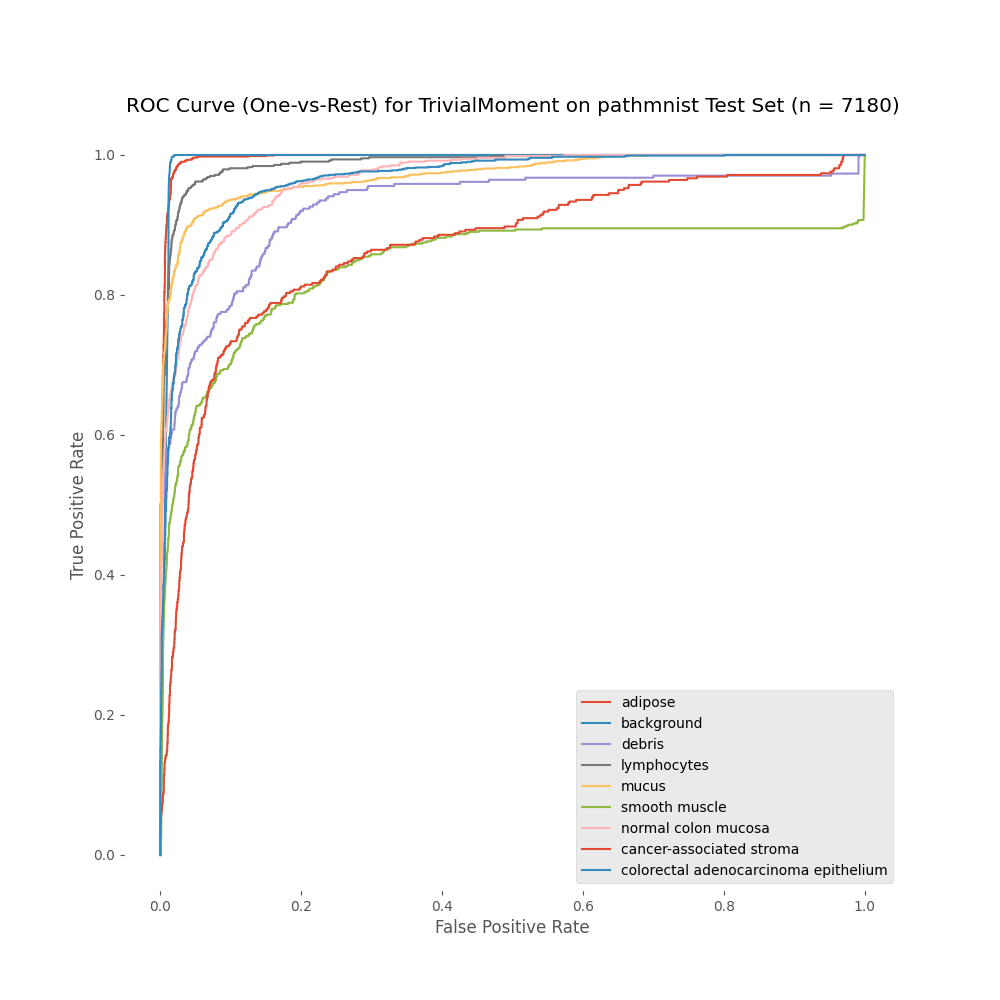 ROC Curve (One-vs-Rest) for TrivialMoment on pathmnist Test Set (n = 7180)
1.0
0.8
0.6
0.4
0.2
0.0
True Positive Rate
adipose
background
debris
lymphocytes
mucus
smooth muscle
normal colon mucosa
cancer-associated stroma
colorectal adenocarcinoma epithelium
0.0 0.2 0.4 0.6 0.8 1.0
False Positive Rate